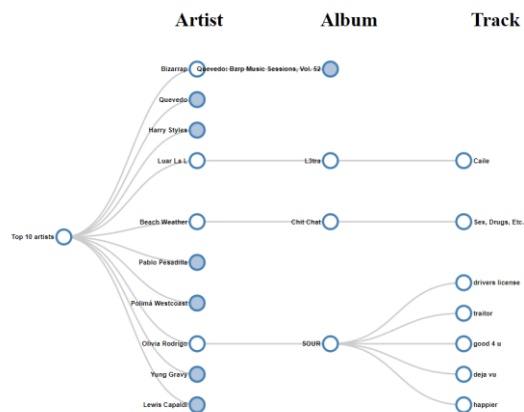 Artist Album Track
Bizarrap Quevedo: Bzrp Music Sessions, Vol. 52
Quevedo
Harry Styles
Luar La L L3tra Caile
Beach Weather Chit Chat Sex, Drugs, Etc.
Top 10 artists
Pablo Pesadilla
Polimá Westcoast
drivers license
traitor
Olivia Rodrigo SOUR good 4 u
Yung Gravy deja vu
Lewis Capaldi happier